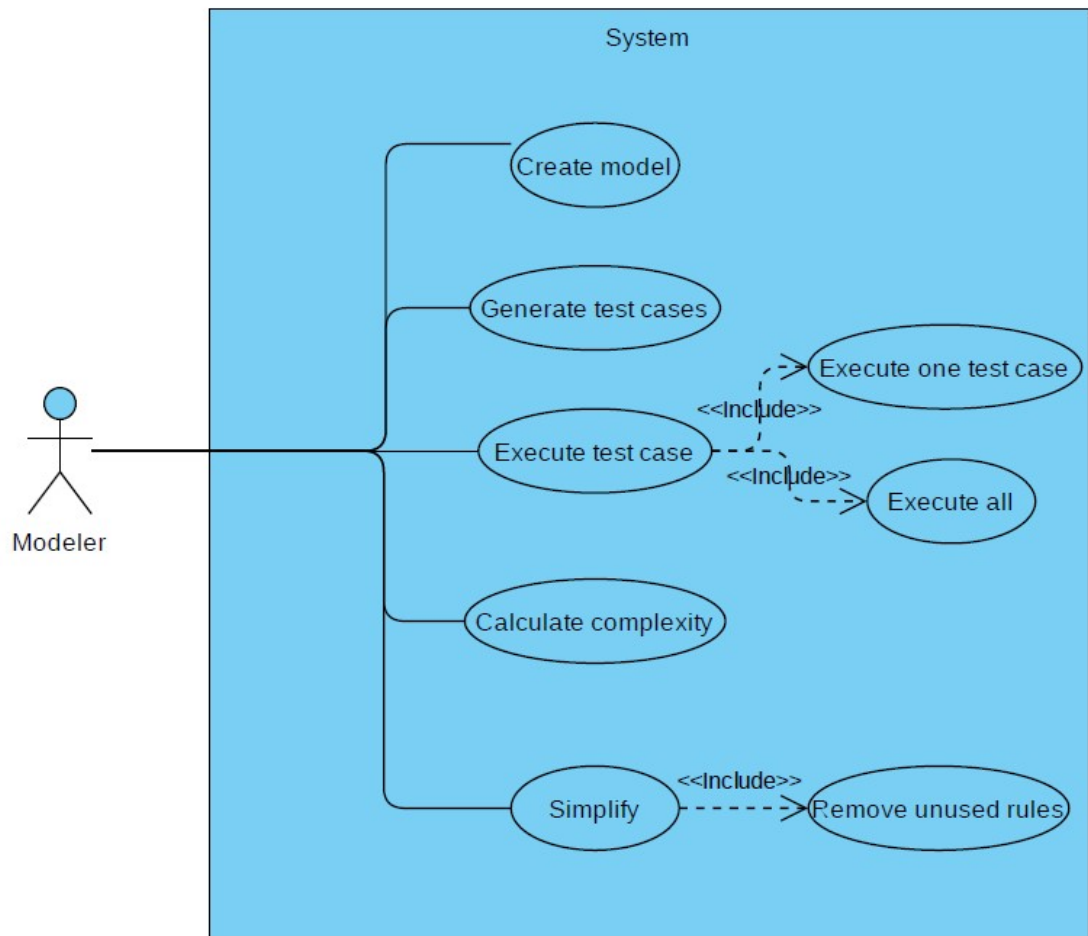 System
Create model
Generate test cases
Execute one test case
<<Include>>
Execute test case
<<Include>>
Execute all
Modeler
Calculate complexity
<<Include>>
Simplify
Remove unused rules